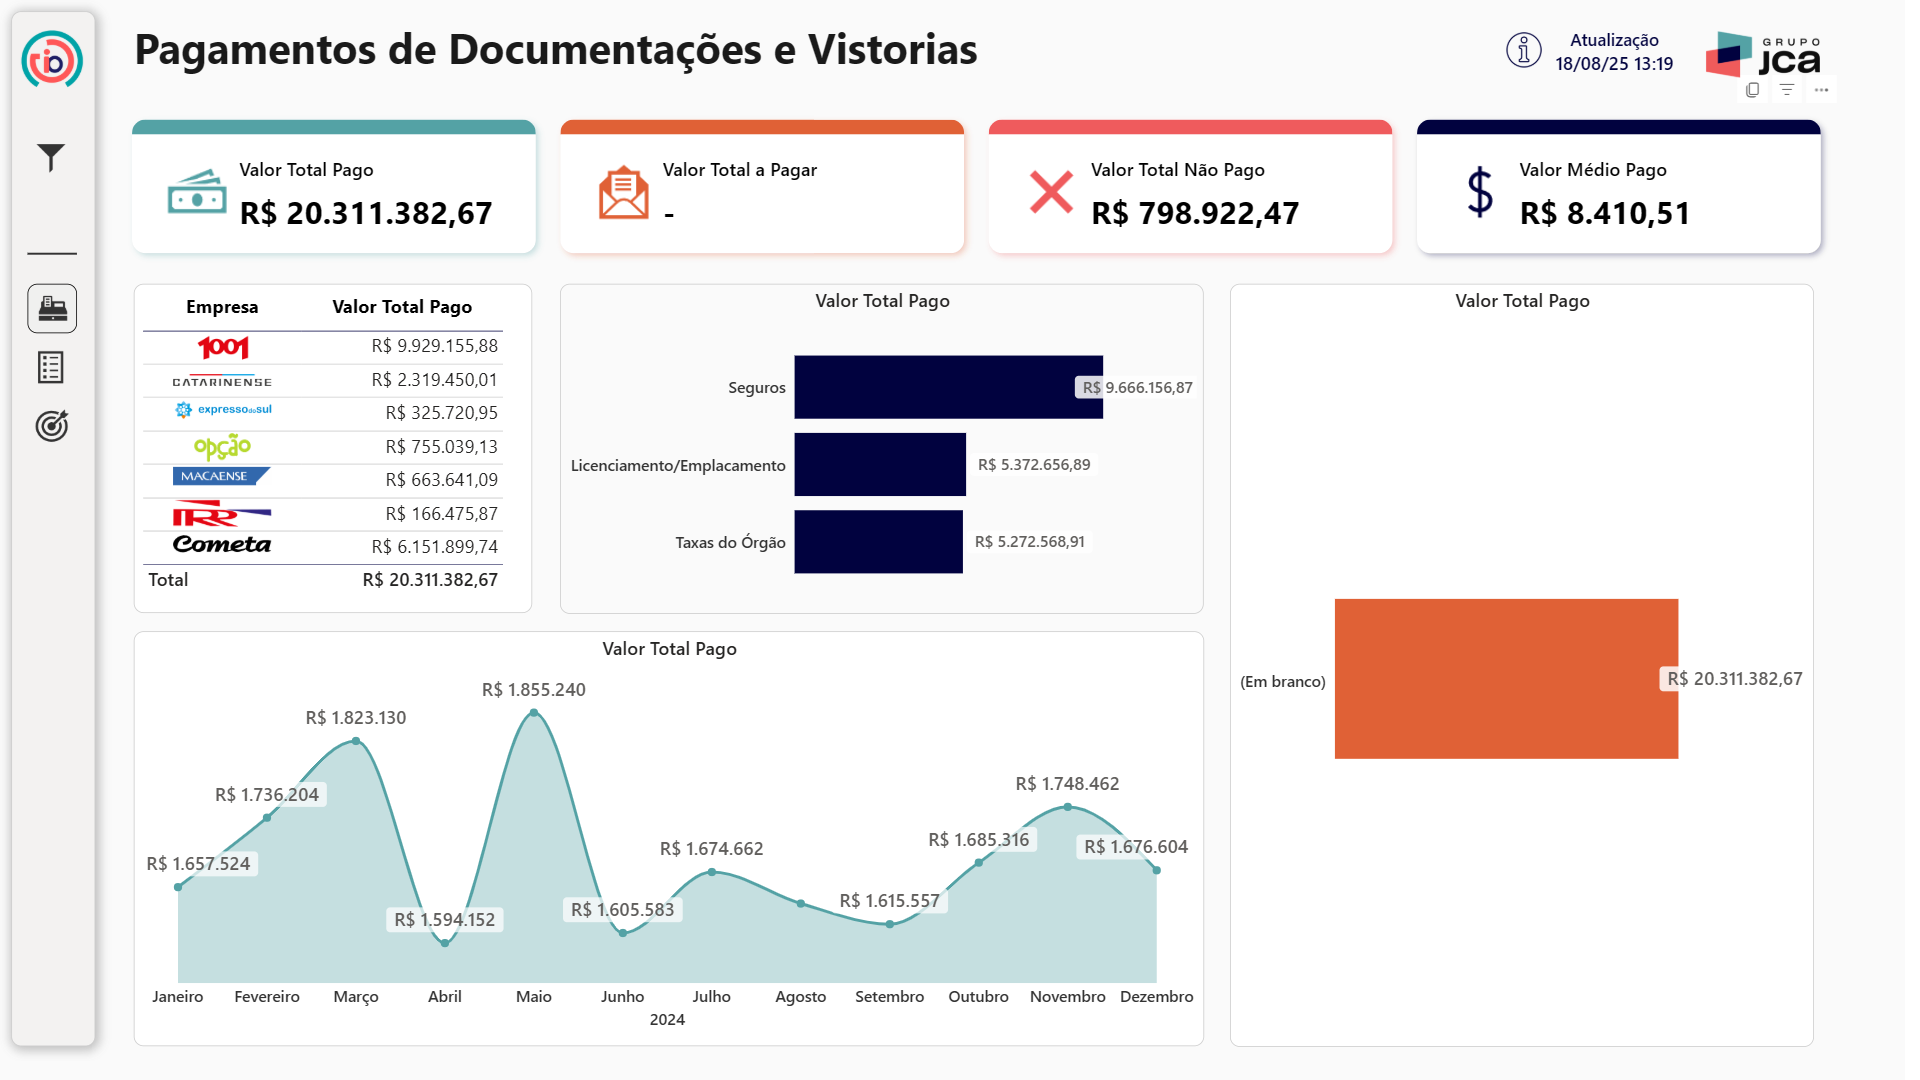 Pagamentos de Documentações e Vistorias
Atualização
18/08/25 13:19
GRUPO
jca
Valor Total Pago
R$ 20.311.382,67
Valor Total a Pagar
-
Valor Total Não Pago
R$ 798.922,47
Valor Médio Pago
R$ 8.410,51
Empresa Valor Total Pago
1001 R$ 9.929.155,88
CATARINENSE R$ 2.319.450,01
expresso do sul R$ 325.720,95
opção R$ 755.039,13
MACAENSE R$ 663.641,09
R$ 166.475,87
Cometa R$ 6.151.899,74
Total R$ 20.311.382,67
Valor Total Pago
Seguros R$ 9.666.156,87
Licenciamento/Emplacamento R$ 5.372.656,89
Taxas do Órgão R$ 5.272.568,91
Valor Total Pago
(Em branco) R$ 20.311.382,67
Valor Total Pago
R$ 1.657.524
R$ 1.736.204
R$ 1.823.130
R$ 1.594.152
R$ 1.855.240
R$ 1.605.583
R$ 1.674.662
R$ 1.615.557
R$ 1.685.316
R$ 1.748.462
R$ 1.676.604
Janeiro Fevereiro Março Abril Maio Junho Julho Agosto Setembro Outubro Novembro Dezembro
2024